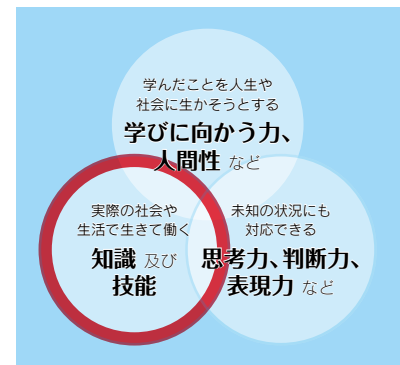 学んだことを人生や
社会に生かそうとする
学びに向かう力、
人間性 など
実際の社会や
生活で生きて働く
知識 及び
技能
未知の状況にも
対応できる
思考力、判断力、
表現力 など